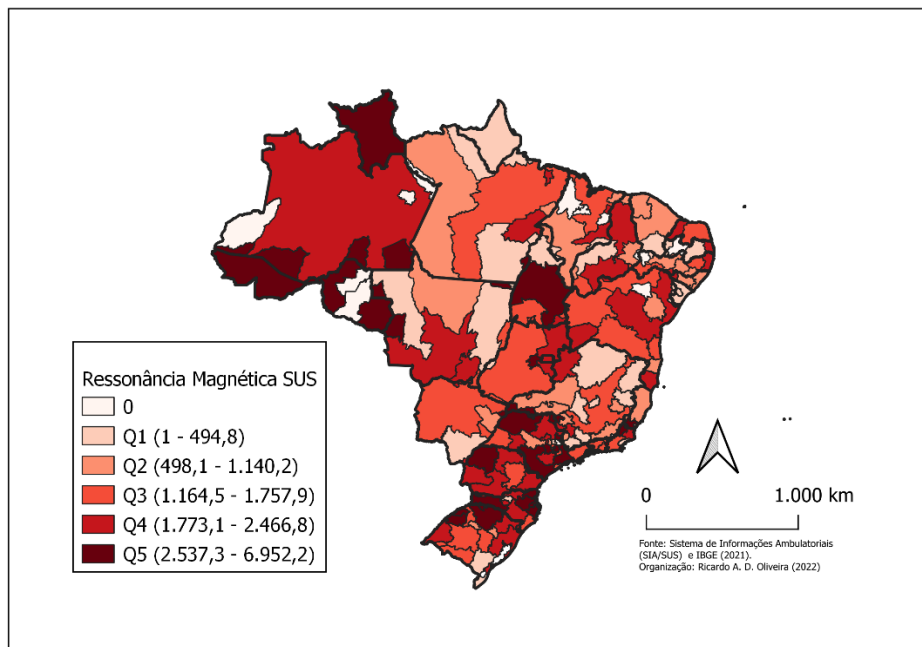 Ressonância Magnética SUS
0
Q1 (1 - 494,8)
Q2 (498,1 - 1.140,2)
Q3 (1.164,5 - 1.757,9)
Q4 (1.773,1 - 2.466,8)
Q5 (2.537,3 - 6.952,2)
0 1.000 km
Fonte: Sistema de Informações Ambulatoriais
(SIA/SUS) e IBGE (2021).
Organização: Ricardo A. D. Oliveira (2022)